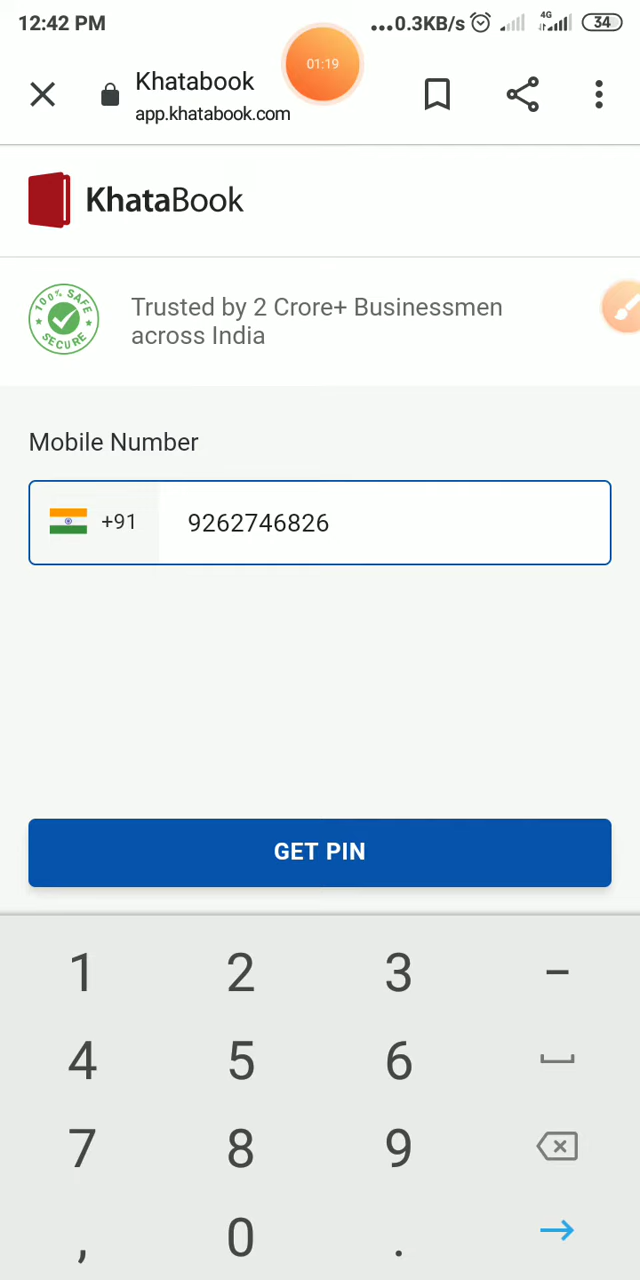 12:42 PM
...0.3KB/s
4G
34
01:19
Khatabook
app.khatabook.com
KhataBook
100% SAFE
SECURE
Trusted by 2 Crore+ Businessmen
across India
Mobile Number
+91 9262746826
GET PIN
1 2 3 −
4 5 6
7 8 9
, 0 .